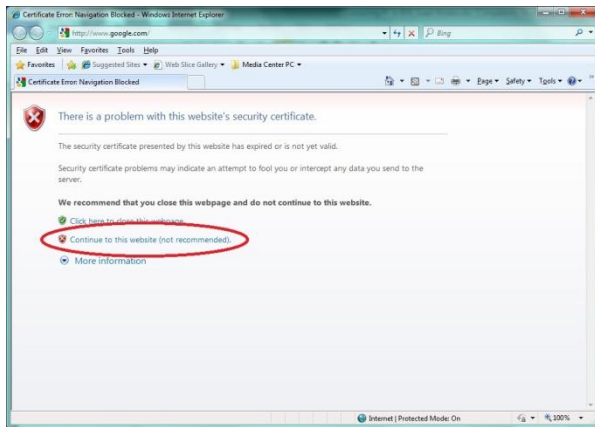 Certificate Error: Navigation Blocked - Windows Internet Explorer
http://www.google.com/
Bing
File Edit View Favorites Tools Help
Favorites Suggested Sites Web Slice Gallery Media Center PC
Certificate Error: Navigation Blocked
Page Safety Tools
There is a problem with this website's security certificate.
The security certificate presented by this website has expired or is not yet valid.
Security certificate problems may indicate an attempt to fool you or intercept any data you send to the
server.
We recommend that you close this webpage and do not continue to this website.
Click here to close this webpage.
Continue to this website (not recommended).
More information
Internet | Protected Mode: On
100%